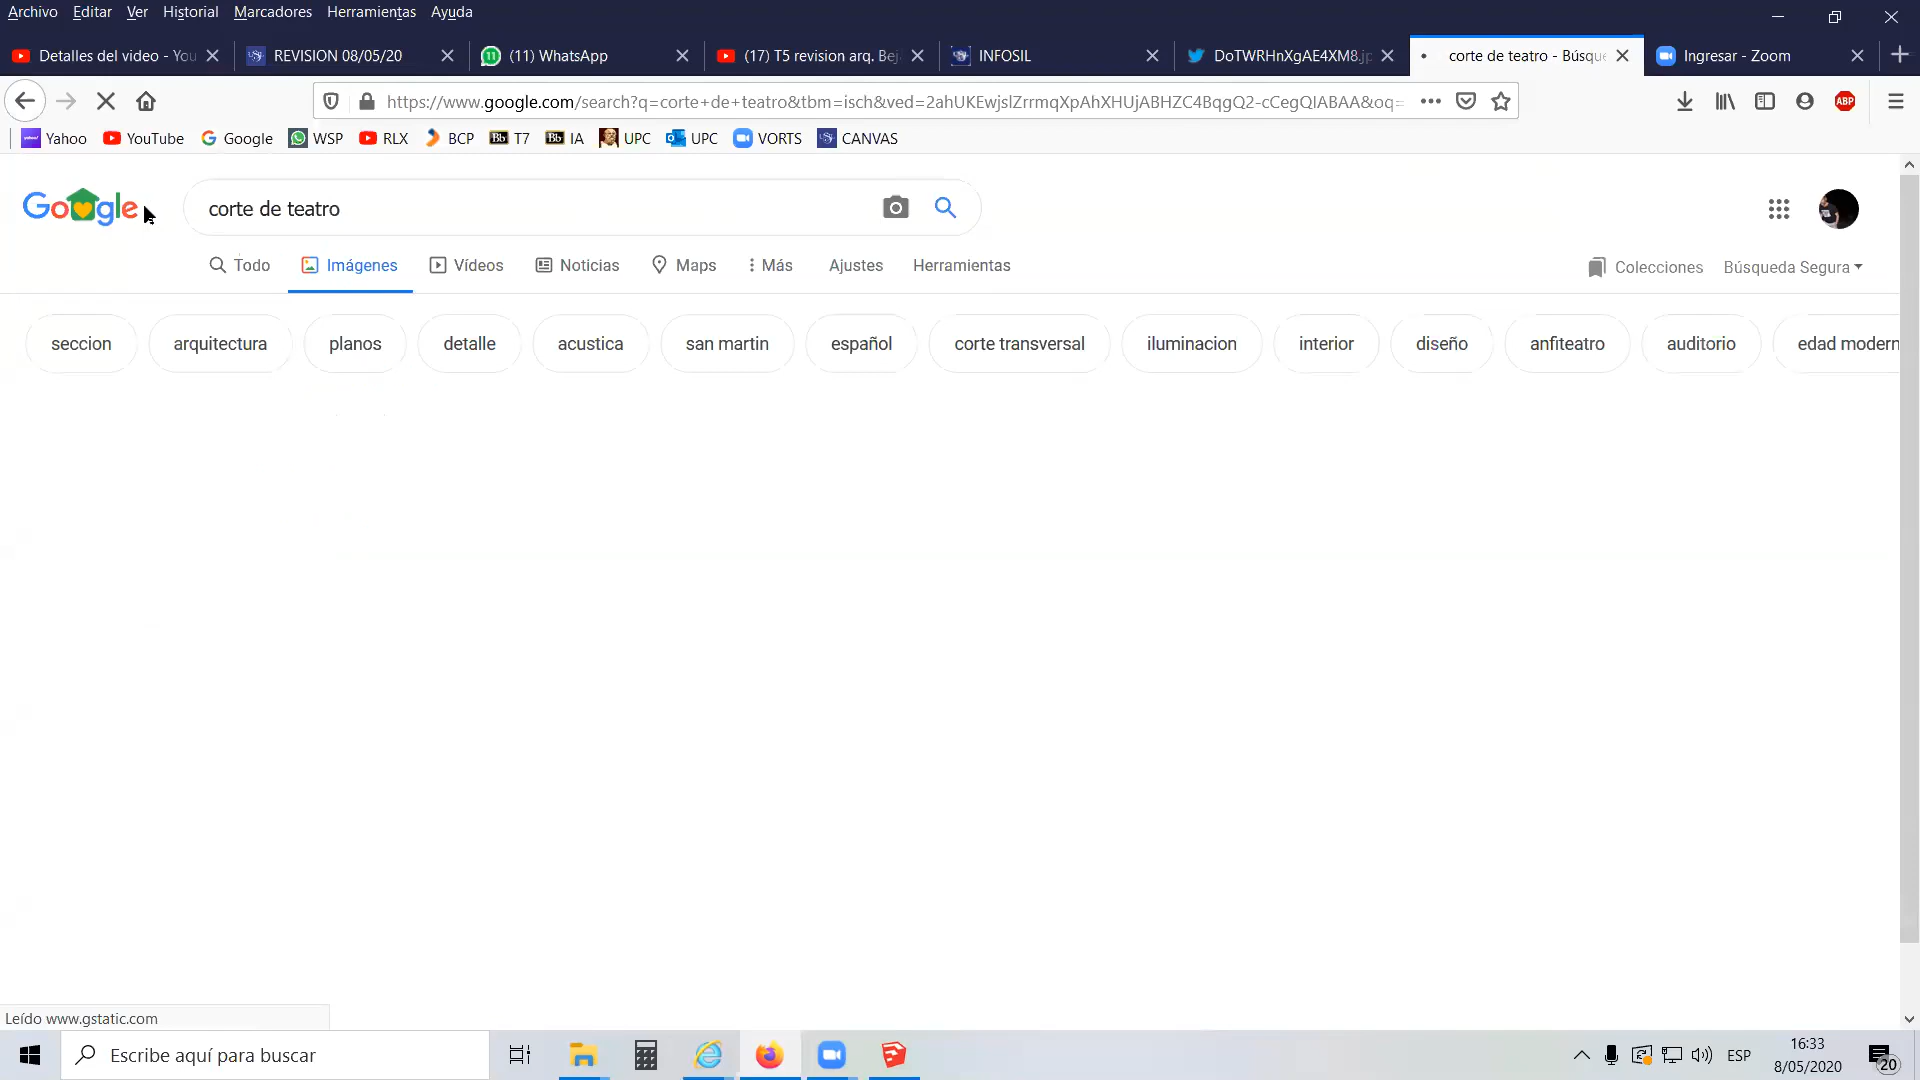 Archivo Editar Ver Historial Marcadores Herramientas Ayuda
Detalles del video - You
REVISION 08/05/20
(11) WhatsApp
(17) T5 revision arq. Beja
INFOSIL
DoTWRHnXgAE4XM8.jp
corte de teatro - Búsque
Ingresar - Zoom
https://www.google.com/search?q=corte+de+teatro&tbm=isch&ved=2ahUKEwjslZrrmqXpAhXHUjABHZC4BqgQ2-cCegQIABAA&oq=
ABP
Yahoo YouTube Google WSP RLX BCP Bb T7 Bb IA UPC UPC VORTS CANVAS
Google
corte de teatro
Todo Imágenes Vídeos Noticias Maps Más Ajustes Herramientas
Colecciones Búsqueda Segura
seccion arquitectura planos detalle acustica san martin español corte transversal iluminacion interior diseño anfiteatro auditorio edad modern
Leído www.gstatic.com
Escribe aquí para buscar
ESP
16:33
8/05/2020
20